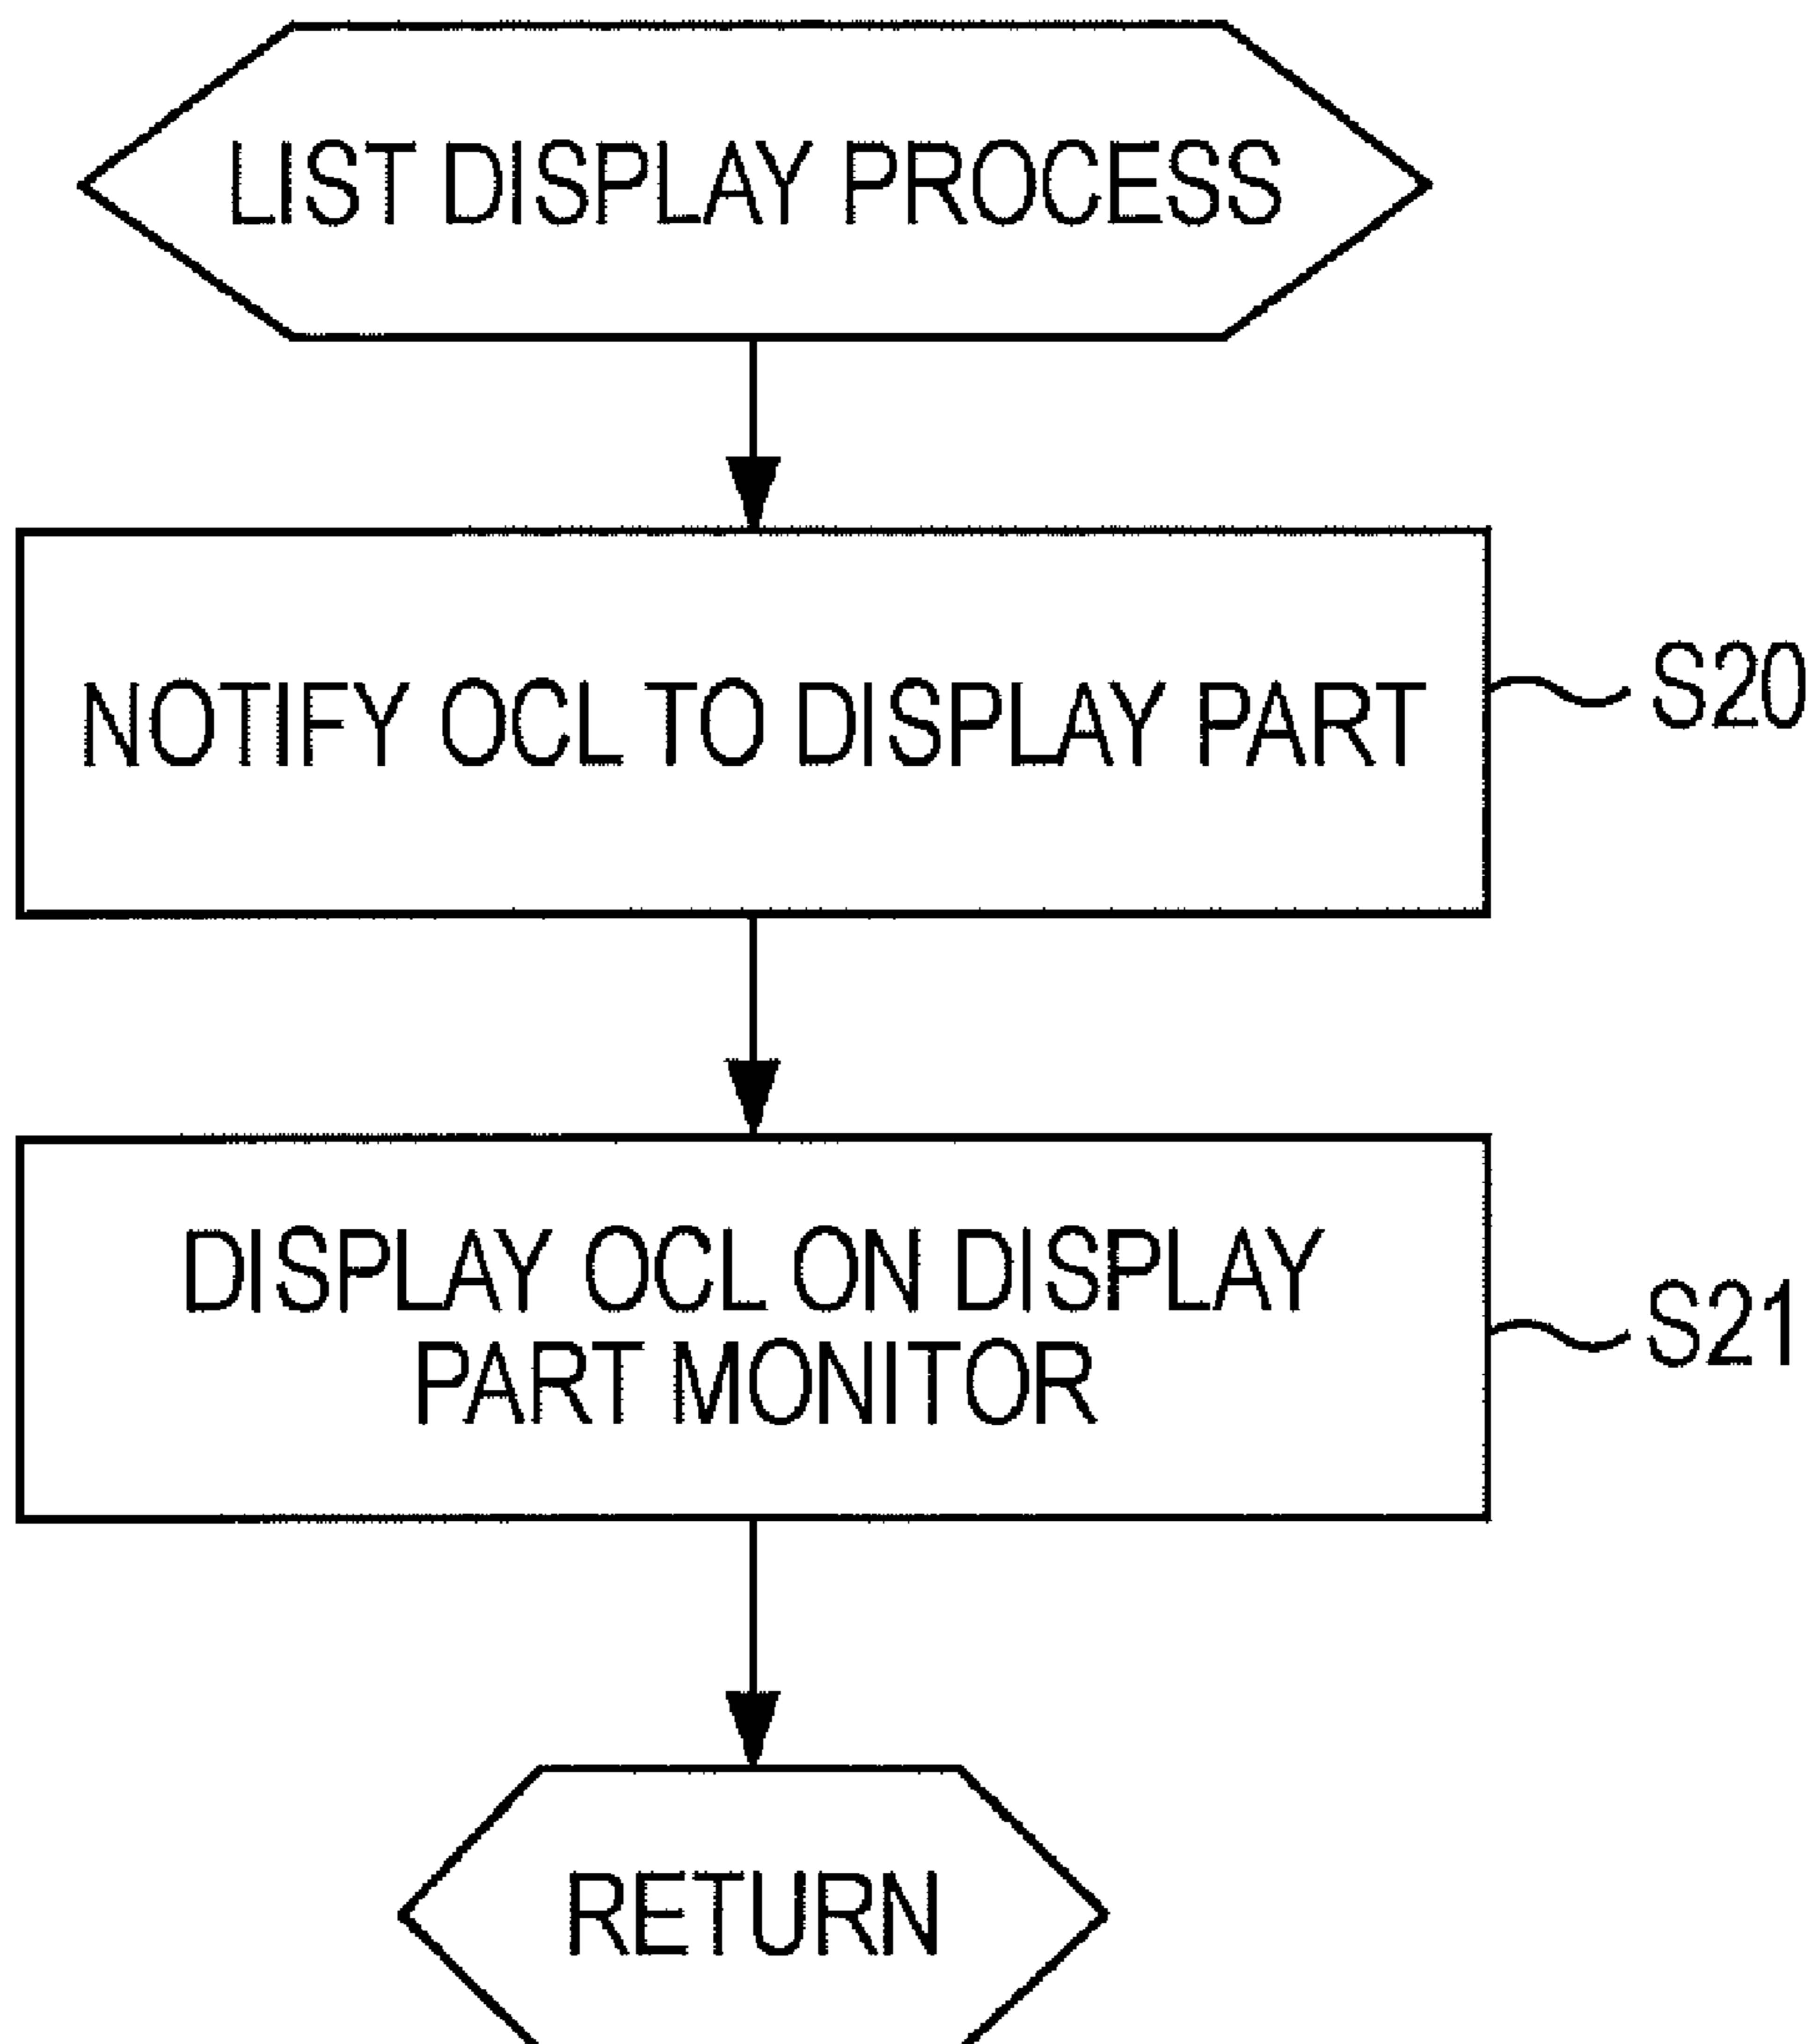 LIST DISPLAY PROCESS
NOTIFY OCL TO DISPLAY PART
S20
DISPLAY OCL ON DISPLAY
PART MONITOR
S21
RETURN